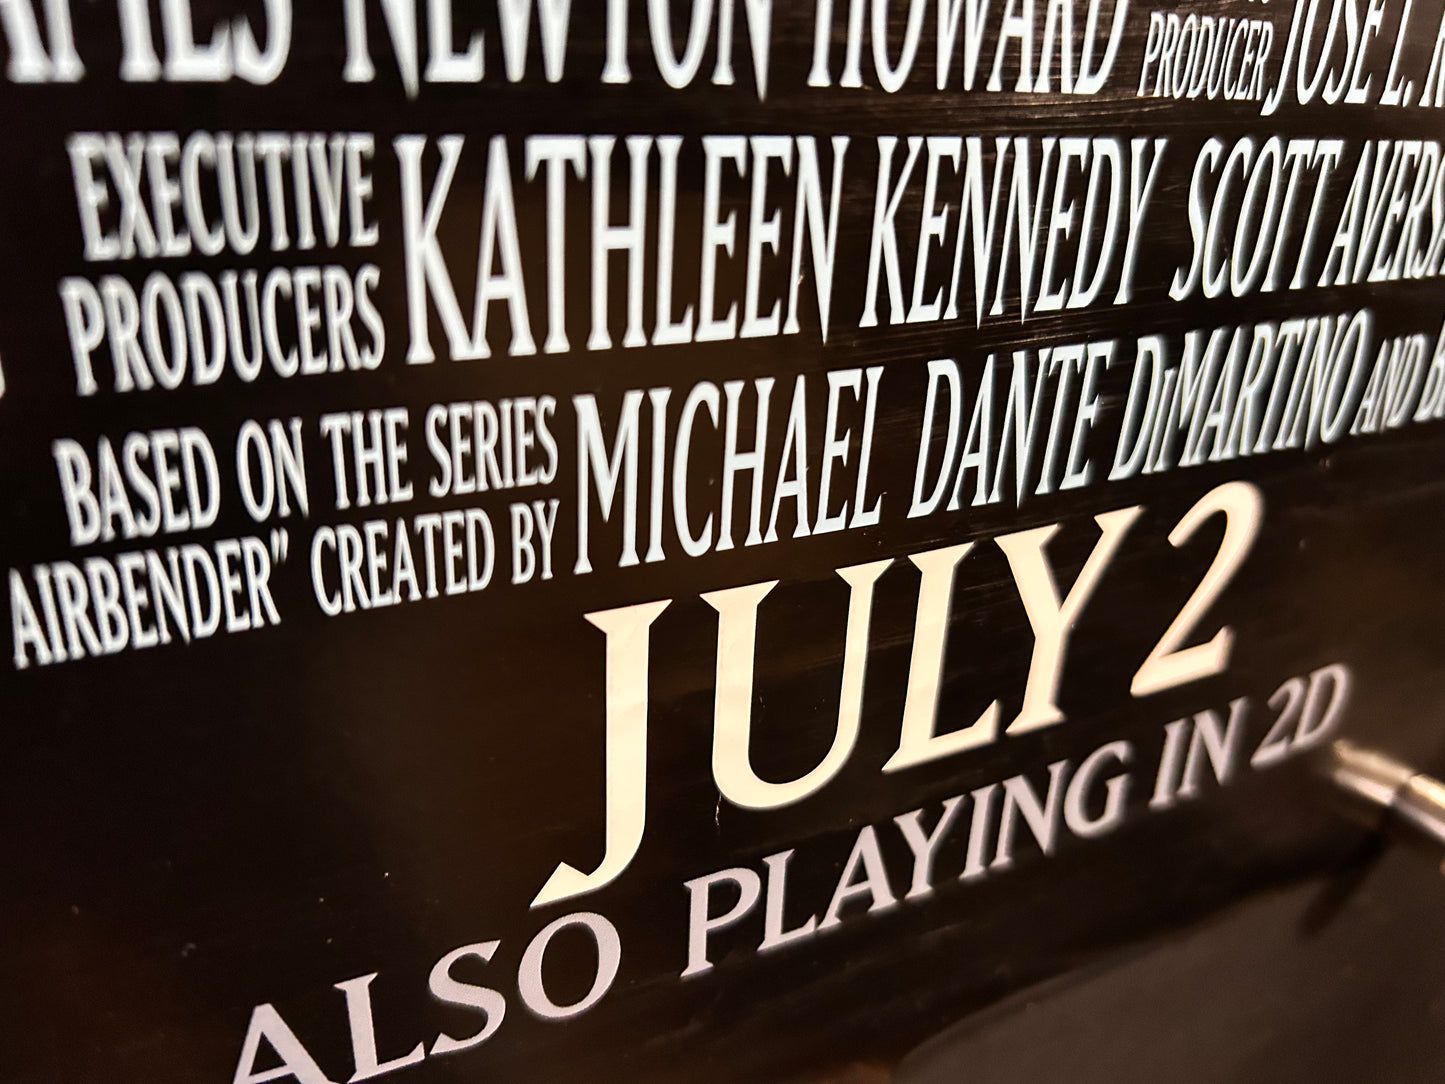 NEWTON HOWARD PRODUCER JOSE L.
EXECUTIVE
PRODUCERS KATHLEEN KENNEDY SCOTT
BASED ON THE SERIES
AIRBENDER" CREATED BY MICHAEL DANTE DiMARTINO AND
JULY 2
ALSO PLAYING IN 2D